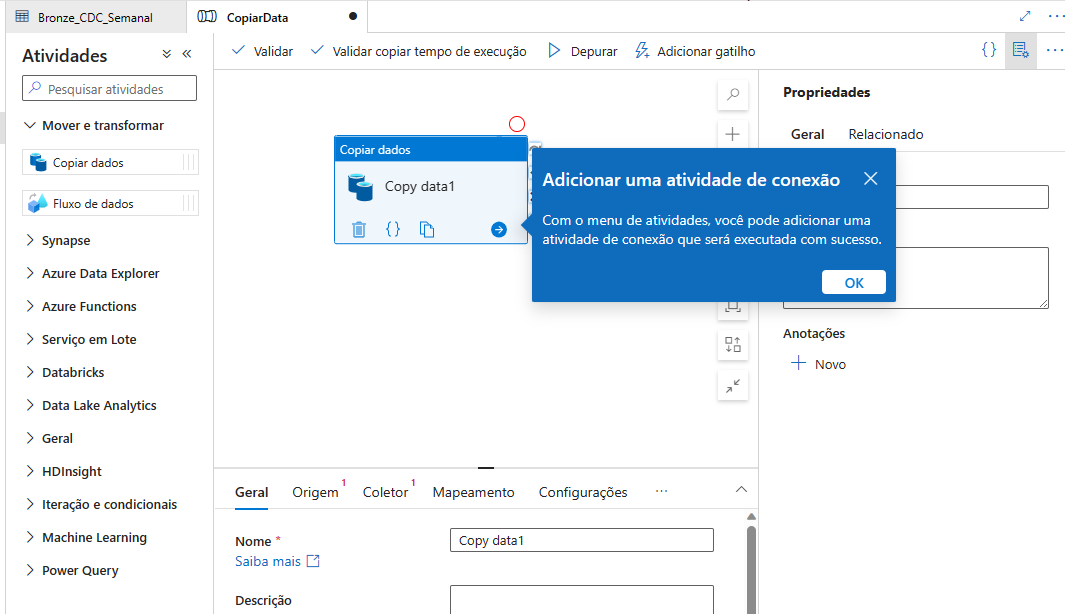 Bronze_CDC_Semanal
CopiarData
Atividades
Validar
Validar copiar tempo de execução
Depurar
Adicionar gatilho
Pesquisar atividades
Mover e transformar
Copiar dados
Fluxo de dados
Synapse
Azure Data Explorer
Azure Functions
Serviço em Lote
Databricks
Data Lake Analytics
Geral
HDInsight
Iteração e condicionais
Machine Learning
Power Query
Copiar dados
Copy data1
Adicionar uma atividade de conexão
Com o menu de atividades, você pode adicionar uma
atividade de conexão que será executada com sucesso.
OK
Propriedades
Geral Relacionado
Anotações
Novo
Geral Origem 1 Coletor 1 Mapeamento Configurações
Nome *
Copy data1
Saiba mais
Descrição